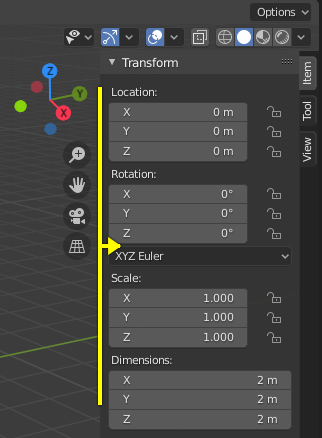 Options
Z
Y
X
Transform
Item
Tool
View
Location:
X 0 m
Y 0 m
Z 0 m
Rotation:
X 0°
Y 0°
Z 0°
XYZ Euler
Scale:
X 1.000
Y 1.000
Z 1.000
Dimensions:
X 2 m
Y 2 m
Z 2 m